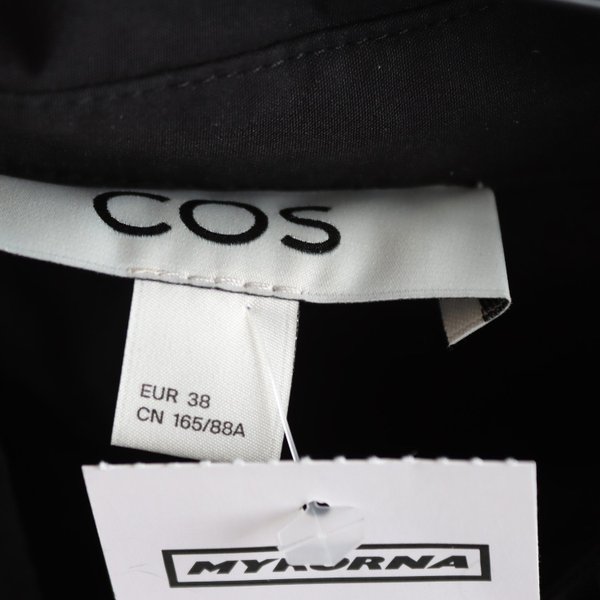 COS
EUR 38
CN 165/88A
MYRORNA